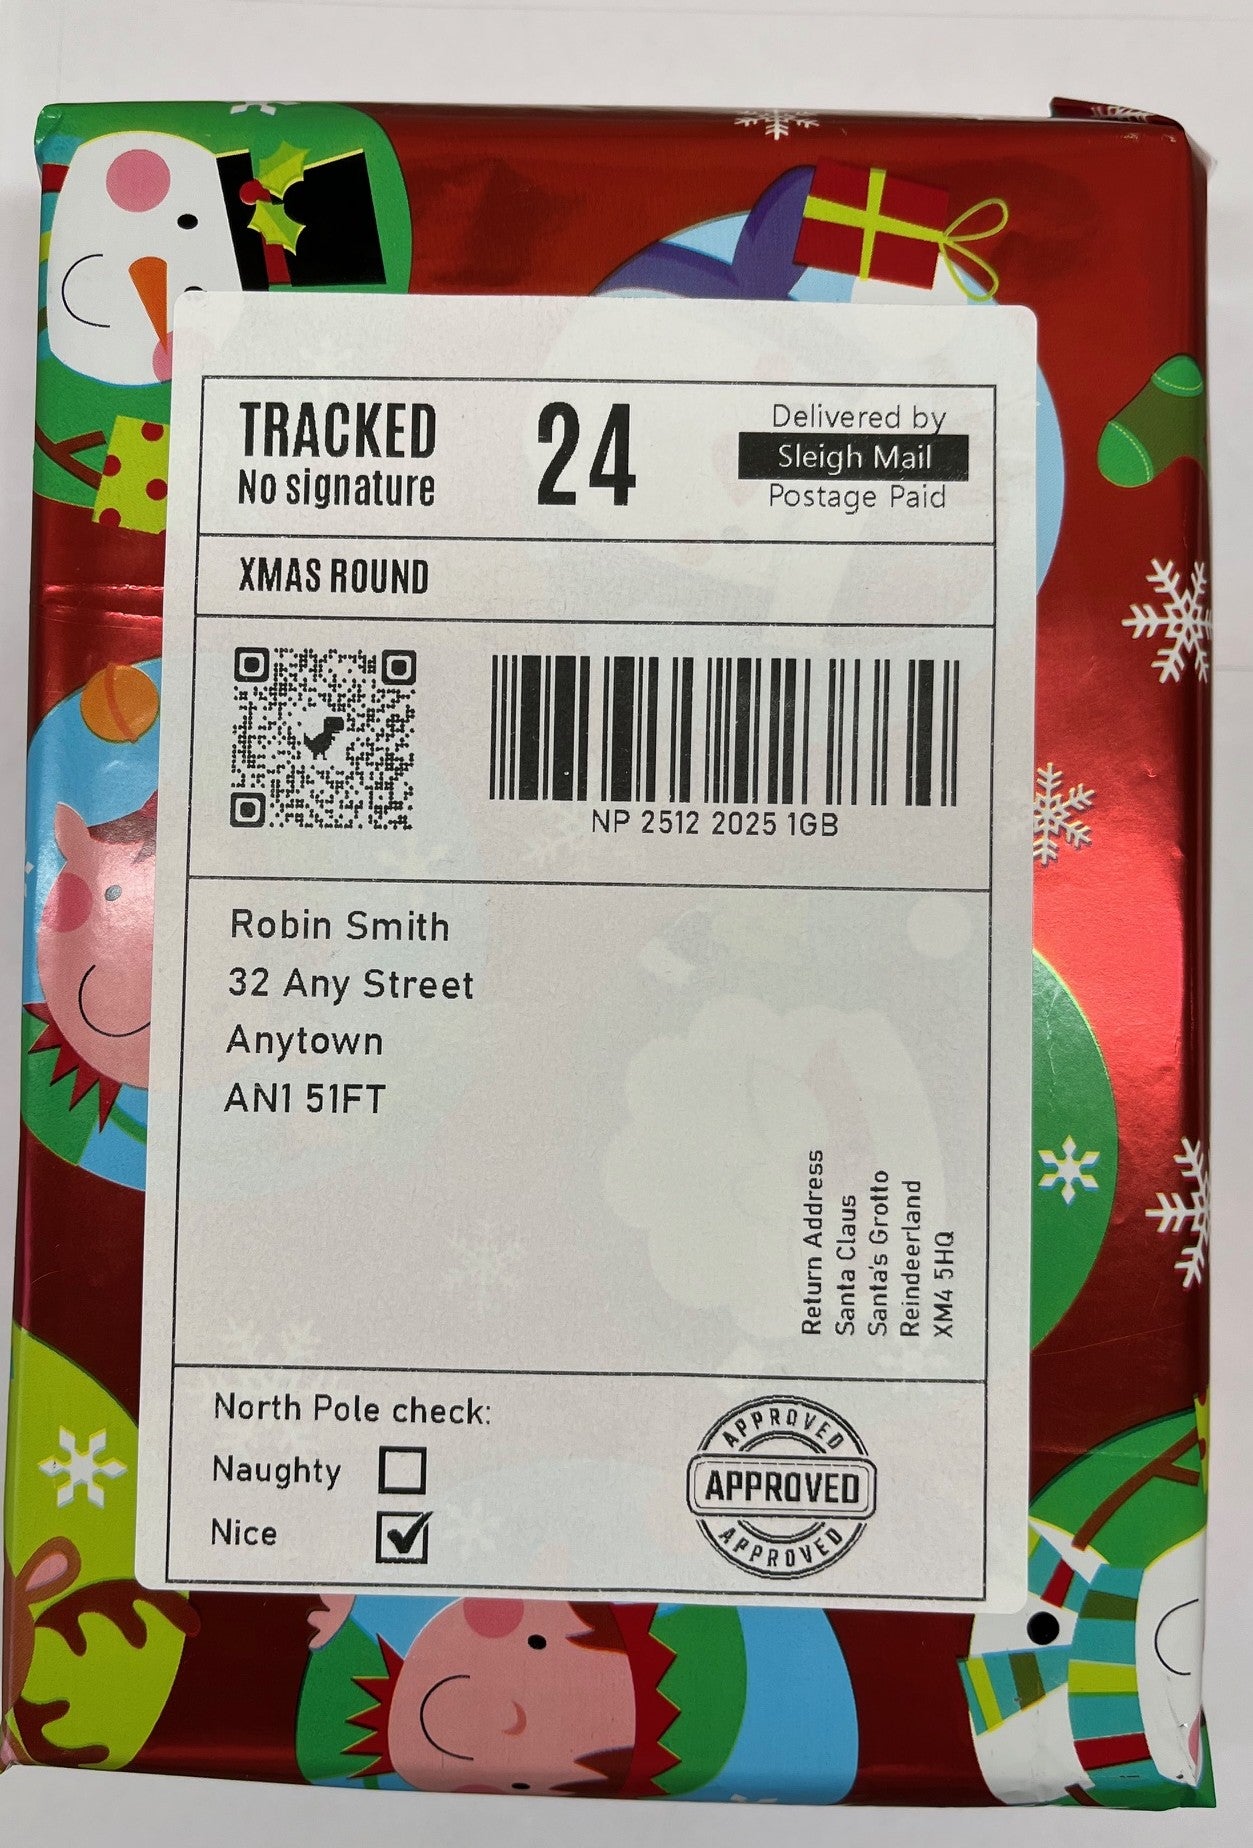 TRACKED
No signature
24
Delivered by
Sleigh Mail
Postage Paid
XMAS ROUND
NP 2512 2025 1GB
Robin Smith
32 Any Street
Anytown
AN1 51FT
Return Address
Santa Claus
Santa's Grotto
Reindeerland
XM4 5HQ
North Pole check:
Naughty
Nice
APPROVED
APPROVED
APPROVED